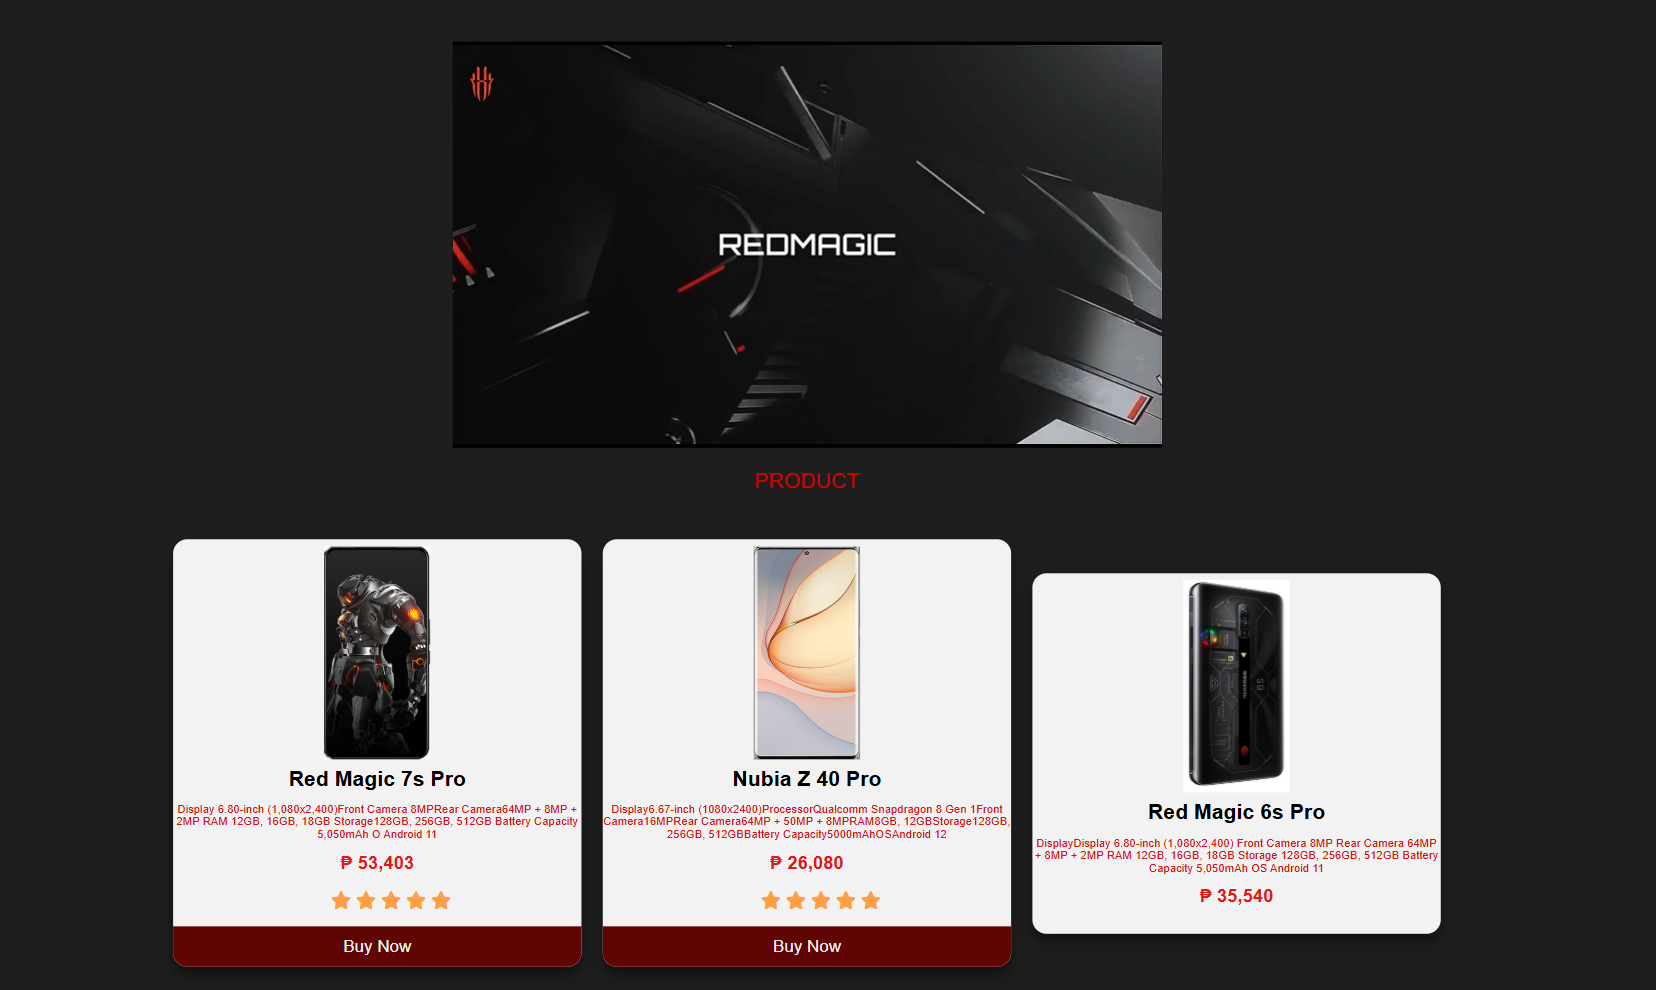 REDMAGIC
PRODUCT
Red Magic 7s Pro
Display 6.80-inch (1,080x2,400)Front Camera 8MPRear Camera64MP + 8MP +
2MP RAM 12GB, 16GB, 18GB Storage128GB, 256GB, 512GB Battery Capacity
5,050mAh O Android 11
₱ 53,403
Buy Now
Nubia Z 40 Pro
Display6.67-inch (1080x2400)ProcessorQualcomm Snapdragon 8 Gen 1Front
Camera16MPRear Camera64MP + 50MP + 8MPRAM8GB, 12GBStorage128GB,
256GB, 512GBBattery Capacity5000mAhOSAndroid 12
₱ 26,080
Buy Now
6S
Red Magic 6s Pro
DisplayDisplay 6.80-inch (1,080x2,400) Front Camera 8MP Rear Camera 64MP
+ 8MP + 2MP RAM 12GB, 16GB, 18GB Storage 128GB, 256GB, 512GB Battery
Capacity 5,050mAh OS Android 11
₱ 35,540